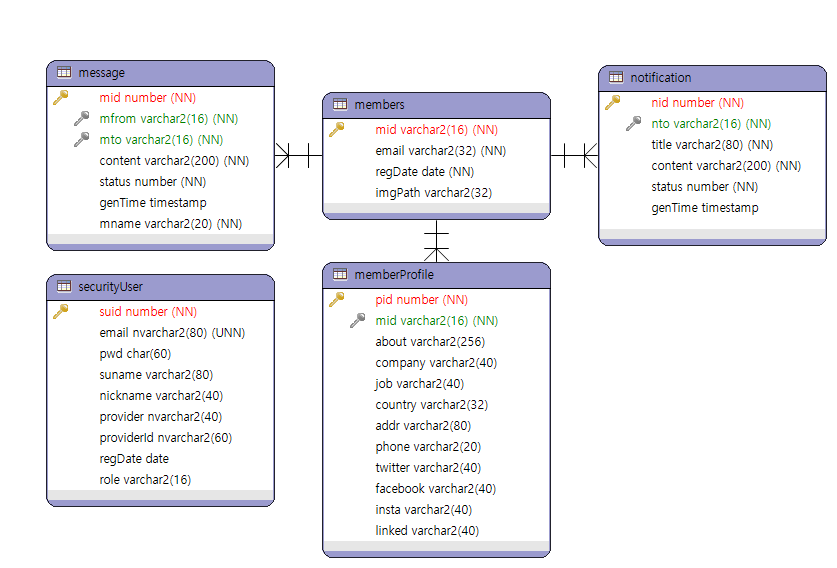 message
mid number (NN)
mfrom varchar2(16) (NN)
mto varchar2(16) (NN)
content varchar2(200) (NN)
status number (NN)
genTime timestamp
mname varchar2(20) (NN)
members
mid varchar2(16) (NN)
email varchar2(32) (NN)
regDate date (NN)
imgPath varchar2(32)
notification
nid number (NN)
nto varchar2(16) (NN)
title varchar2(80) (NN)
content varchar2(200) (NN)
status number (NN)
genTime timestamp
securityUser
suid number (NN)
email nvarchar2(80) (UNN)
pwd char(60)
suname varchar2(80)
nickname varchar2(40)
provider nvarchar2(40)
providerId nvarchar2(60)
regDate date
role varchar2(16)
memberProfile
pid number (NN)
mid varchar2(16) (NN)
about varchar2(256)
company varchar2(40)
job varchar2(40)
country varchar2(32)
addr varchar2(80)
phone varchar2(20)
twitter varchar2(40)
facebook varchar2(40)
insta varchar2(40)
linked varchar2(40)